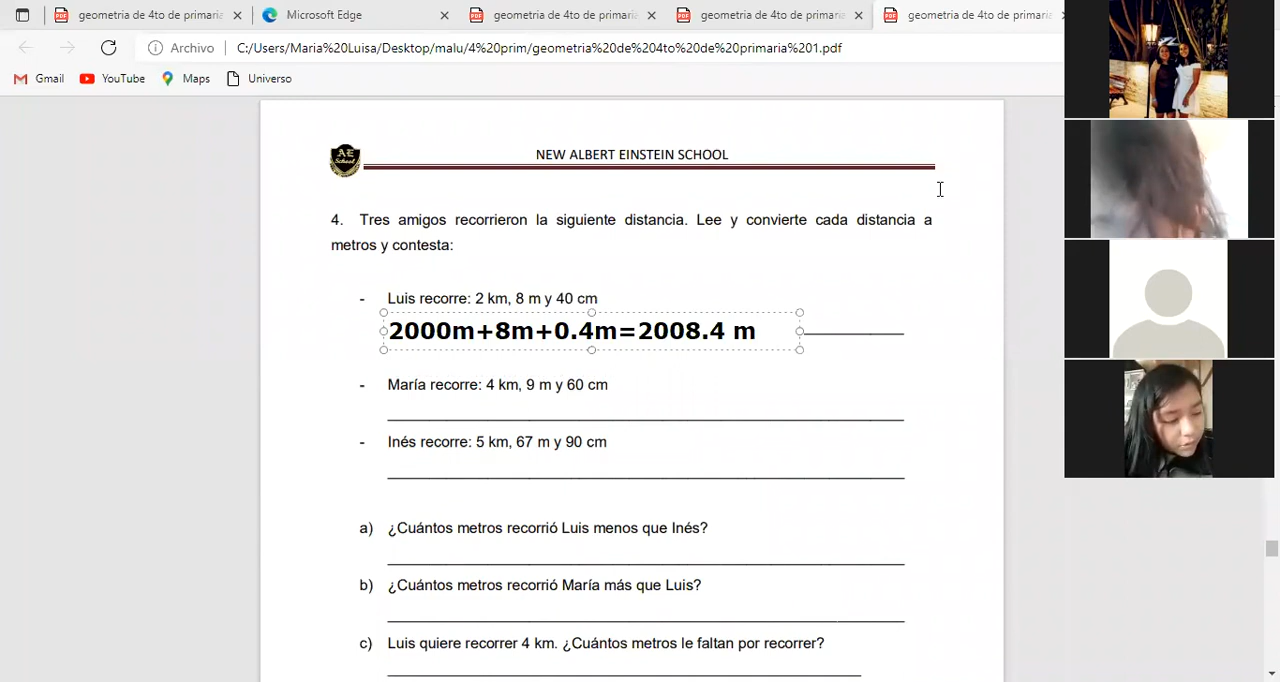 geometria de 4to de primaria
Microsoft Edge
geometria de 4to de primaria
geometria de 4to de primaria
geometria de 4to de primaria
Archivo
C:/Users/Maria%20Luisa/Desktop/malu/4%20prim/geometria%20de%204to%20de%20primaria%201.pdf
Gmail
YouTube
Maps
Universo
AE
School
NEW ALBERT EINSTEIN SCHOOL
4. Tres amigos recorrieron la siguiente distancia. Lee y convierte cada distancia a
metros y contesta:
- Luis recorre: 2 km, 8 m y 40 cm
2000m+8m+0.4m=2008.4 m
- María recorre: 4 km, 9 m y 60 cm
- Inés recorre: 5 km, 67 m y 90 cm
a) ¿Cuántos metros recorrió Luis menos que Inés?
b) ¿Cuántos metros recorrió María más que Luis?
c) Luis quiere recorrer 4 km. ¿Cuántos metros le faltan por recorrer?